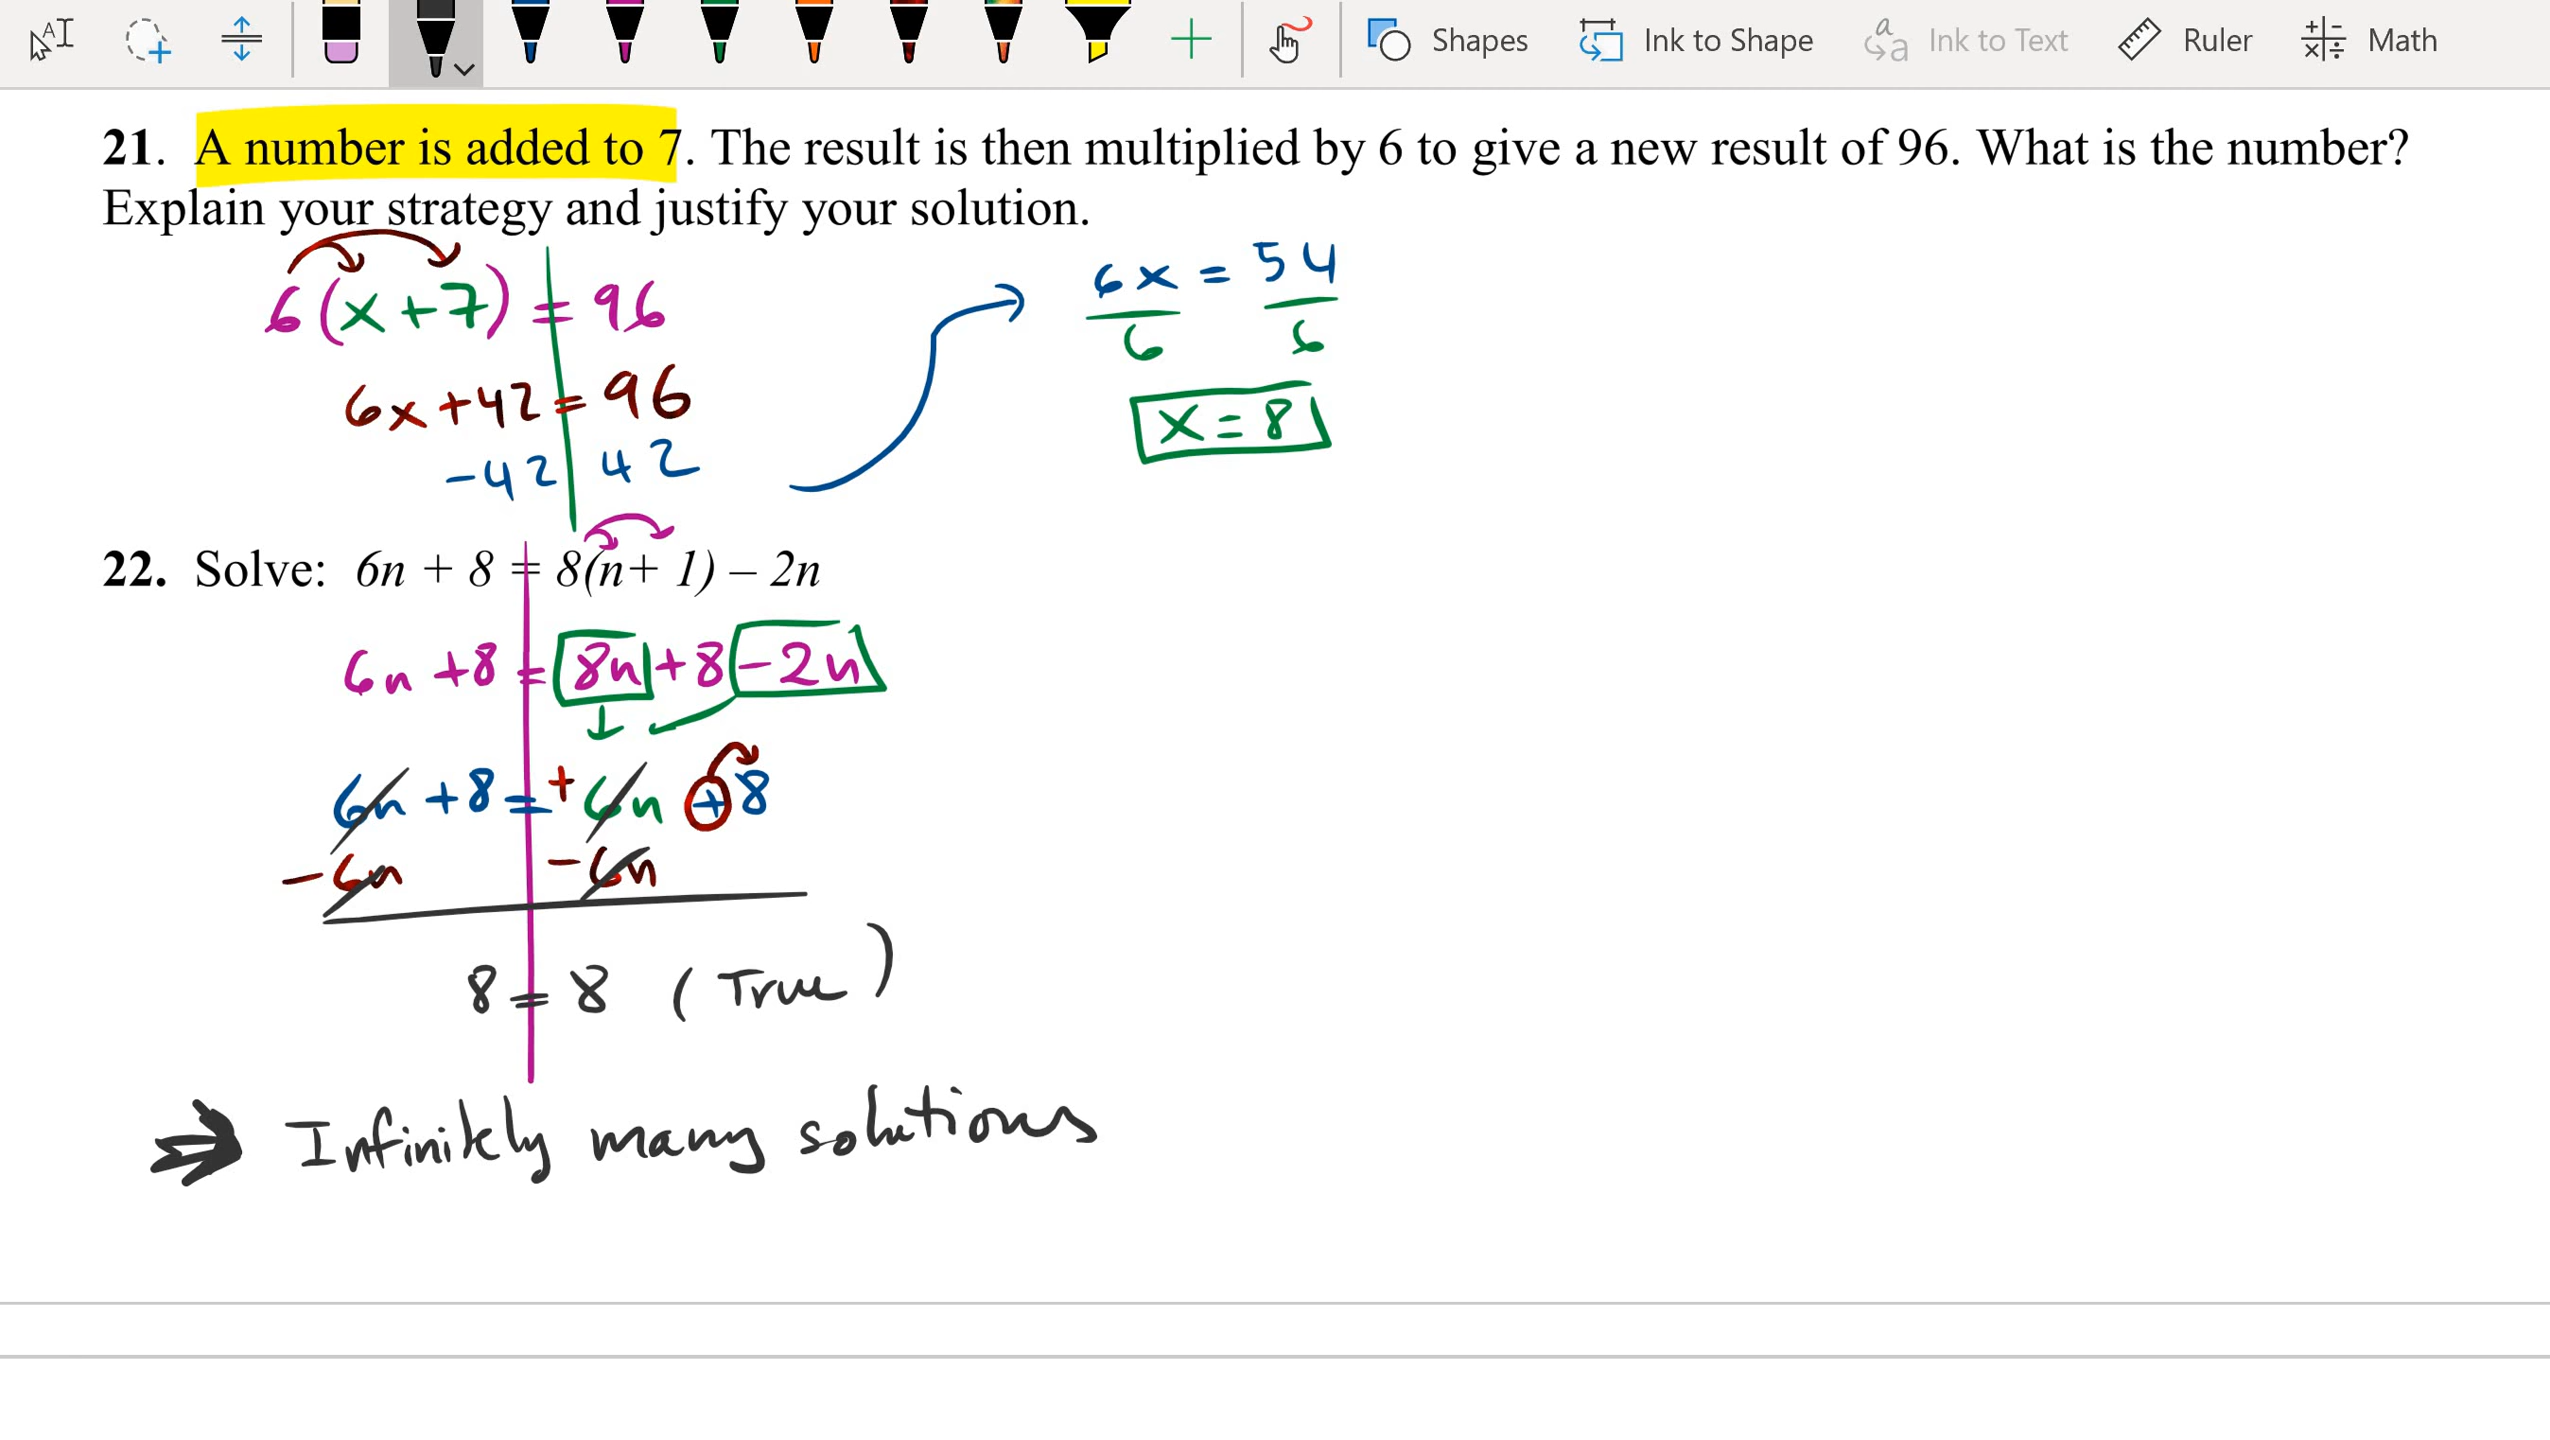 Shapes Ink to Shape Ink to Text Ruler Math
21. A number is added to 7. The result is then multiplied by 6 to give a new result of 96. What is the number?
Explain your strategy and justify your solution.
6(x+7) = 96
6x+42 = 96
-42 42
6x = 54
6 6
x = 8
22. Solve: 6n + 8 = 8(n+ 1) – 2n
6n +8 = 8n +8 -2n
6n +8 = +6n +8
-6n -6n
8 = 8 (True)
⇒ Infinitely many solutions